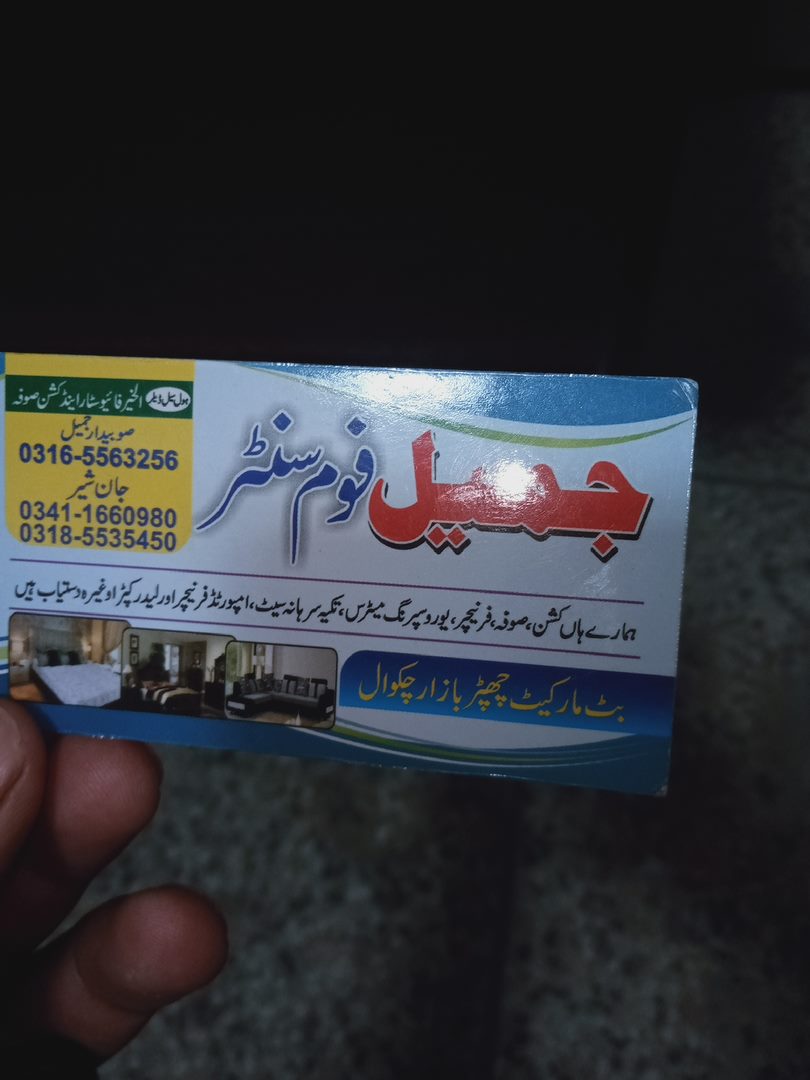 جمیل فوم سنٹر
ہول سیل ڈیلر الخیر فائیو سٹار اینڈ کشن صوفہ
صوبیدار جمیل
0316-5563256
جان شیر
0341-1660980
0318-5535450
ہمارے ہاں کشن، صوفہ، فرنیچر، یورو سپرنگ میٹرس، تکیہ سرہانہ سیٹ، امپورٹڈ فرنیچر اور لیدر کپڑا وغیرہ دستیاب ہیں
بٹ مارکیٹ چھپڑ بازار چکوال